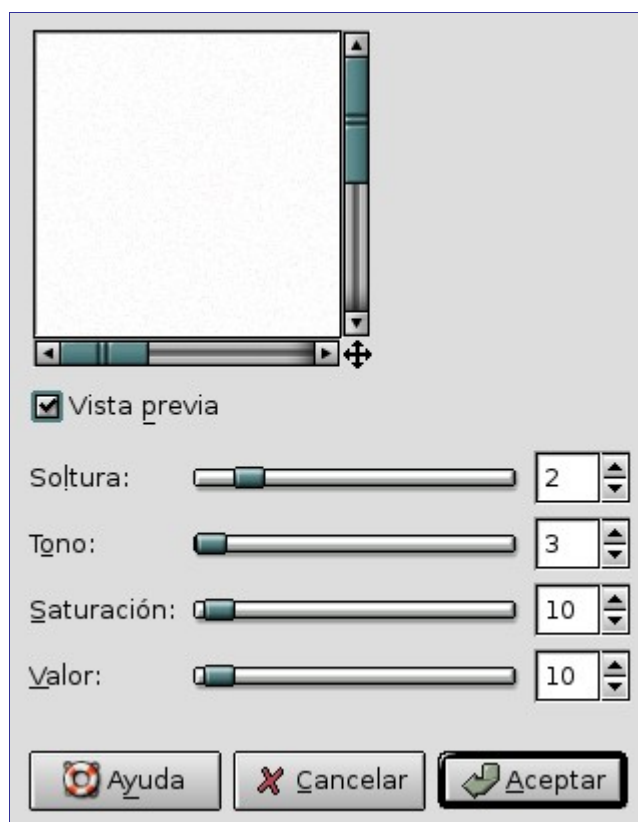 Vista previa
Soltura: 2
Tono: 3
Saturación: 10
Valor: 10
Ayuda Cancelar Aceptar